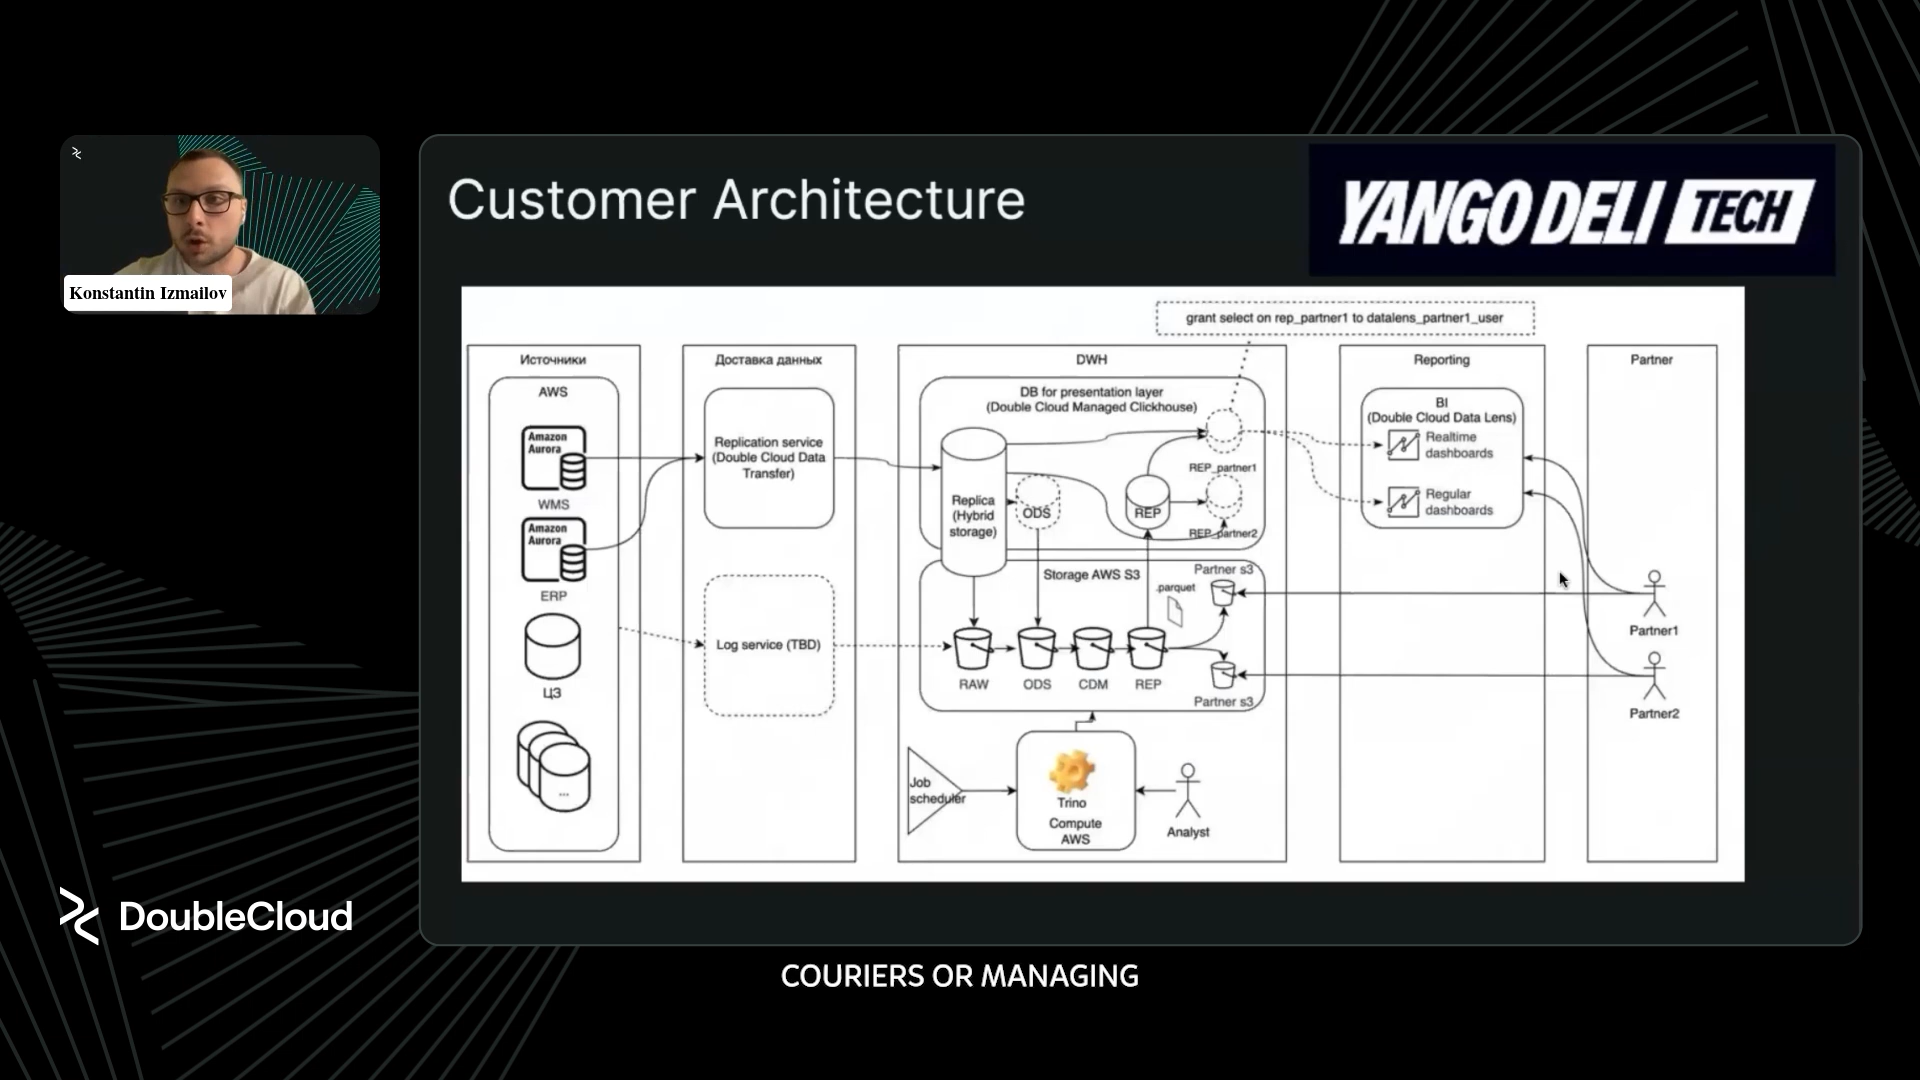 Customer Architecture
YANGO DELI TECH
Konstantin Izmailov
grant select on rep_partner1 to datalens_partner1_user
Источники
AWS
Amazon
Aurora
WMS
Amazon
Aurora
ERP
ЦЗ
...
Доставка данных
Replication service
(Double Cloud Data
Transfer)
Log service (TBD)
DWH
DB for presentation layer
(Double Cloud Managed Clickhouse)
Replica
(Hybrid
storage)
ODS
REP
REP_partner1
REP_partner2
Storage AWS S3
Partner s3
.parquet
RAW
ODS
CDM
REP
Partner s3
Job
scheduler
Trino
Compute
AWS
Analyst
Reporting
BI
(Double Cloud Data Lens)
Realtime
dashboards
Regular
dashboards
Partner
Partner1
Partner2
DoubleCloud
COURIERS OR MANAGING